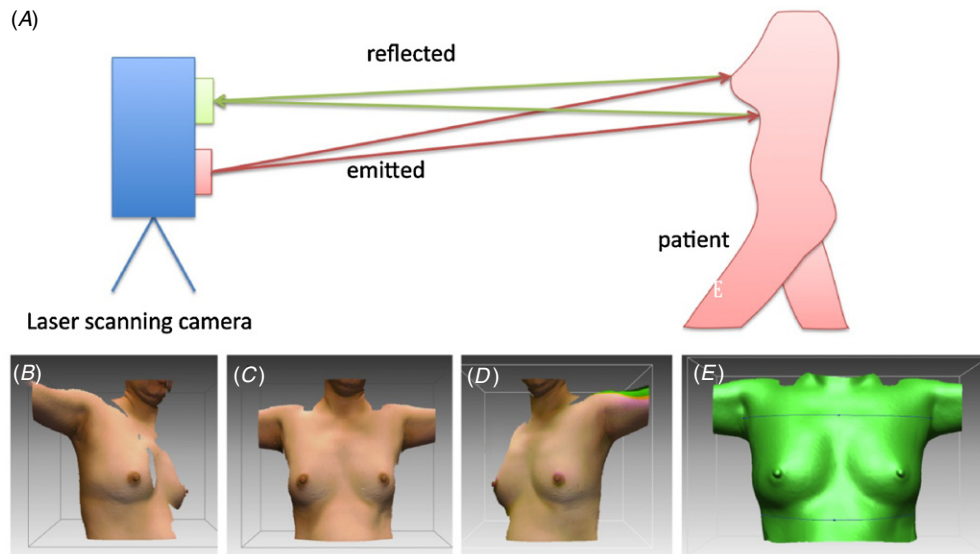 (A)
reflected
emitted
patient
E
Laser scanning camera
(B)
(C)
(D)
(E)